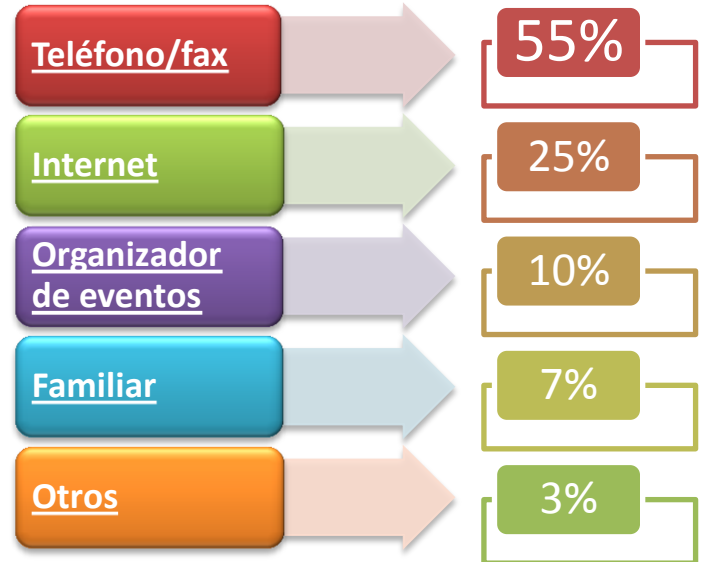 Teléfono/fax
55%
Internet
25%
Organizador
de eventos
10%
Familiar
7%
Otros
3%